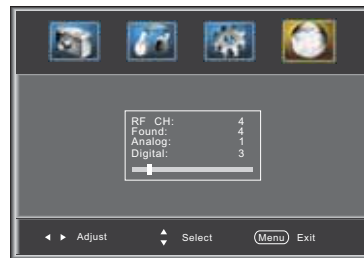 RF CH: 4
Found: 4
Analog: 1
Digital: 3
Adjust Select Menu Exit